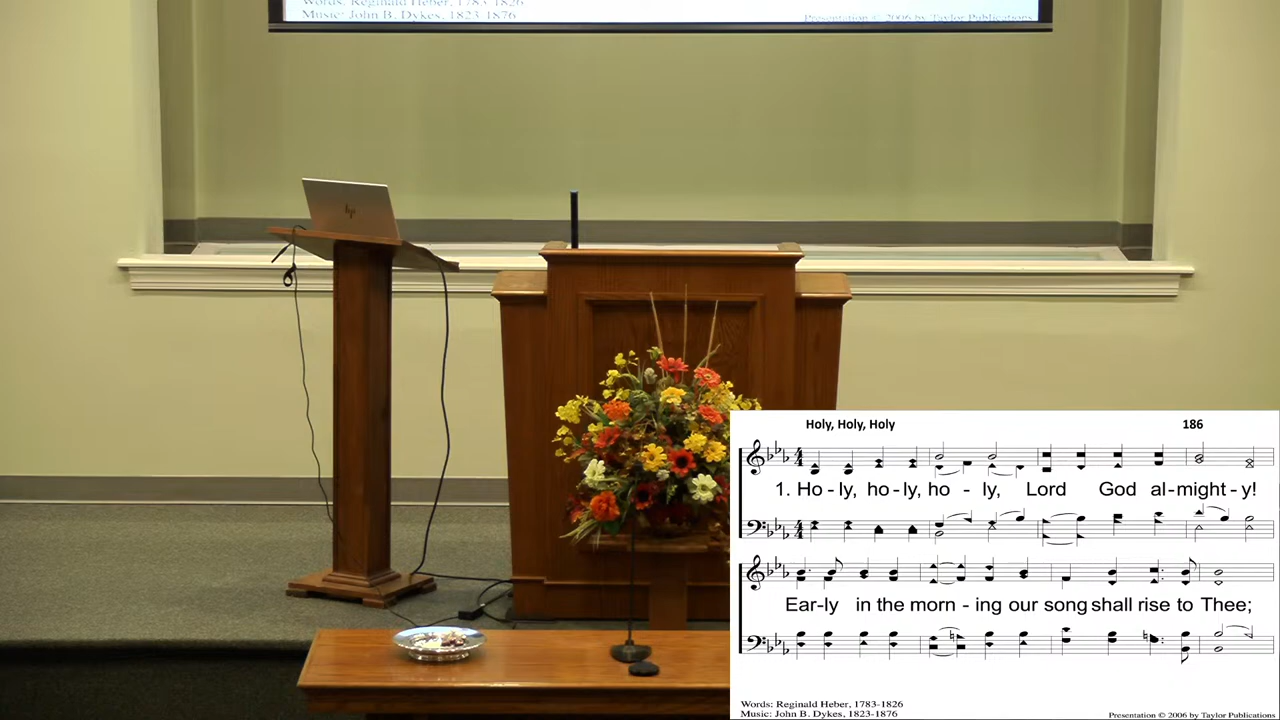 Words: Reginald Heber, 1783-1826
Music: John B. Dykes, 1823-1876
Presentation © 2006 by Taylor Publications
hp
Holy, Holy, Holy
186
1. Ho - ly, ho - ly, ho - ly, Lord God al - might - y!
Ear-ly in the morn - ing our song shall rise to Thee;
Words: Reginald Heber, 1783-1826
Music: John B. Dykes, 1823-1876
Presentation © 2006 by Taylor Publications